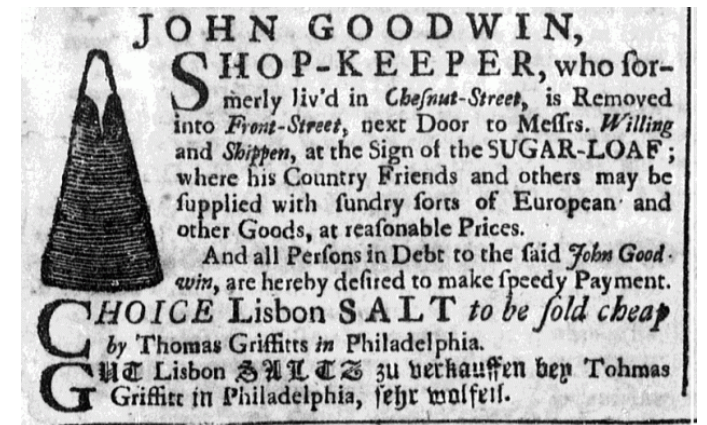 JOHN GOODWIN,
SHOP-KEEPER, who for-
merly liv'd in Cheſnut-Street, is Removed
into Front-Street, next Door to Meſſrs. Willing
and Shippen, at the Sign of the SUGAR-LOAF;
where his Country Friends and others may be
ſupplied with ſundry ſorts of European and
other Goods, at reaſonable Prices.
And all Perſons in Debt to the ſaid John Good-
win, are hereby deſired to make ſpeedy Payment.
CHOICE Lisbon SALT to be ſold cheap
by Thomas Griffitts in Philadelphia.
GUT Lisbon SALTZ zu verkauffen bey Tohmas
Griffitt in Philadelphia, ſehr wolfeil.